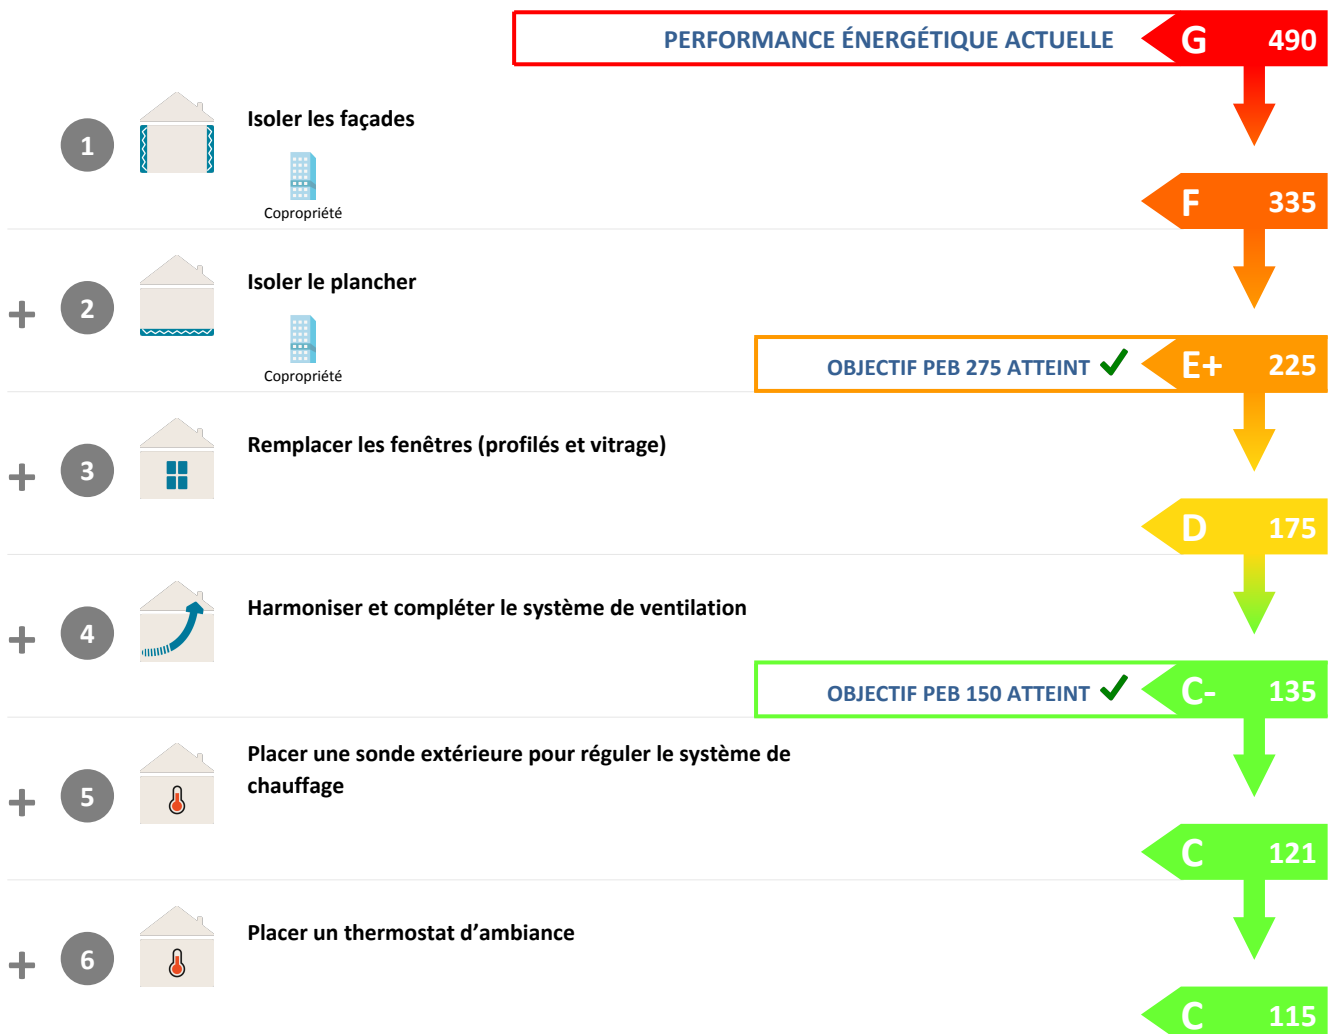 PERFORMANCE ÉNERGÉTIQUE ACTUELLE G 490
1 Isoler les façades
Copropriété
F 335
+ 2 Isoler le plancher
Copropriété
OBJECTIF PEB 275 ATTEINT ✓ E+ 225
+ 3 Remplacer les fenêtres (profilés et vitrage)
D 175
+ 4 Harmoniser et compléter le système de ventilation
OBJECTIF PEB 150 ATTEINT ✓ C- 135
+ 5 Placer une sonde extérieure pour réguler le système de
chauffage
C 121
+ 6 Placer un thermostat d’ambiance
C 115